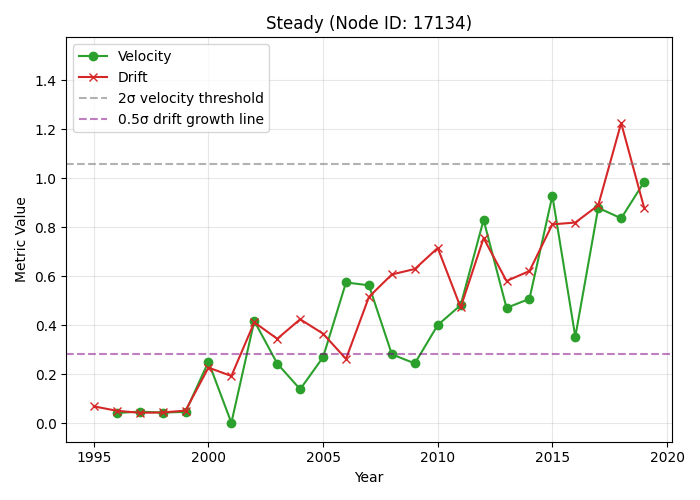 Steady (Node ID: 17134)
Velocity
Drift
2σ velocity threshold
0.5σ drift growth line
1.4
1.2
1.0
0.8
0.6
0.4
0.2
0.0
Metric Value
1995 2000 2005 2010 2015 2020
Year